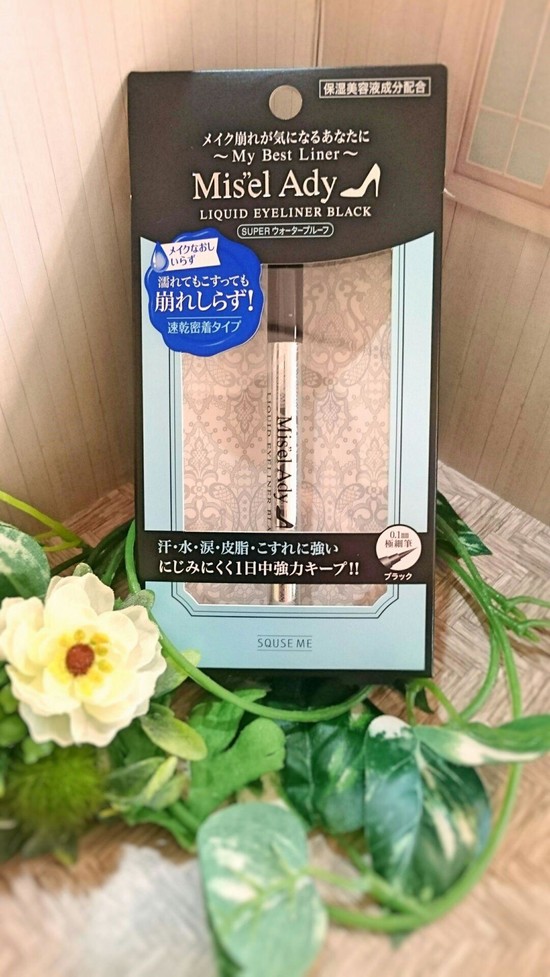 保湿美容液成分配合
メイク崩れが気になるあなたに
～My Best Liner～
Mis"el Ady
LIQUID EYELINER BLACK
SUPER ウォータープルーフ
メイクなおし
いらず
濡れてもこすっても
崩れしらず!
速乾密着タイプ
Mis"el Ady
LIQUID EYELINER BLA
汗・水・涙・皮脂・こすれに強い
にじみにくく1日中強力キープ!!
0.1mm
極細筆
ブラック
SQUSE ME